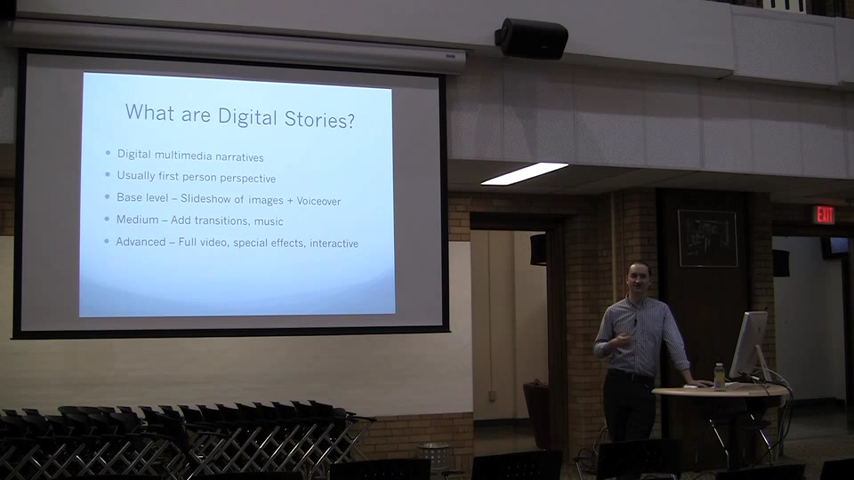 What are Digital Stories?
• Digital multimedia narratives
• Usually first person perspective
• Base level – Slideshow of images + Voiceover
• Medium – Add transitions, music
• Advanced – Full video, special effects, interactive
EXIT